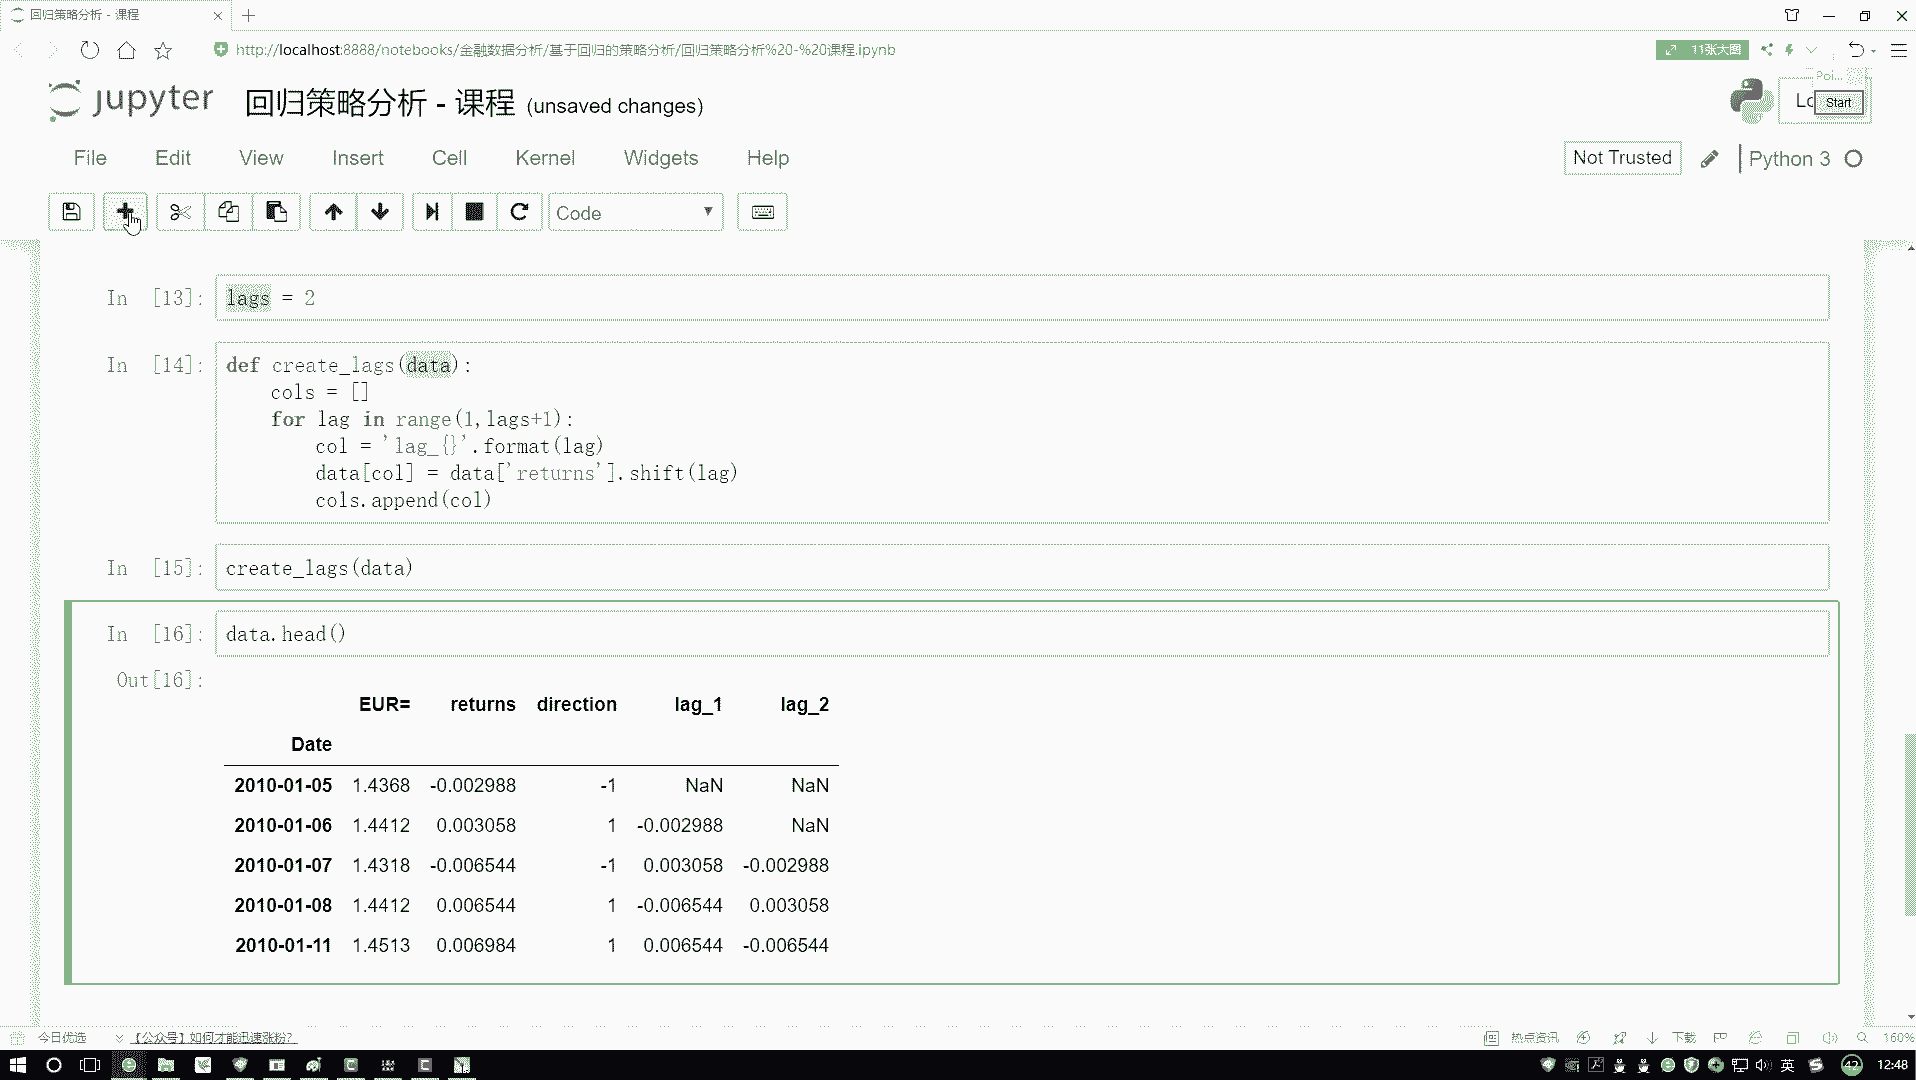 回归策略分析 - 课程
http://localhost:8888/notebooks/金融数据分析/基于回归的策略分析/回归策略分析%20-%20课程.ipynb
11张大图
jupyter 回归策略分析 - 课程 (unsaved changes)
Poi...
Lo
Start
File Edit View Insert Cell Kernel Widgets Help
Not Trusted
Python 3
Code
In [13]: lags = 2
In [14]: def create_lags(data):
cols = []
for lag in range(1,lags+1):
col = 'lag_{}'.format(lag)
data[col] = data['returns'].shift(lag)
cols.append(col)
In [15]: create_lags(data)
In [16]: data.head()
Out[16]:
EUR= returns direction lag_1 lag_2
Date
2010-01-05 1.4368 -0.002988 -1 NaN NaN
2010-01-06 1.4412 0.003058 1 -0.002988 NaN
2010-01-07 1.4318 -0.006544 -1 0.003058 -0.002988
2010-01-08 1.4412 0.006544 1 -0.006544 0.003058
2010-01-11 1.4513 0.006984 1 0.006544 -0.006544
今日优选 【公众号】如何才能迅速涨粉? 热点资讯 下载 160%
英 42 12:48